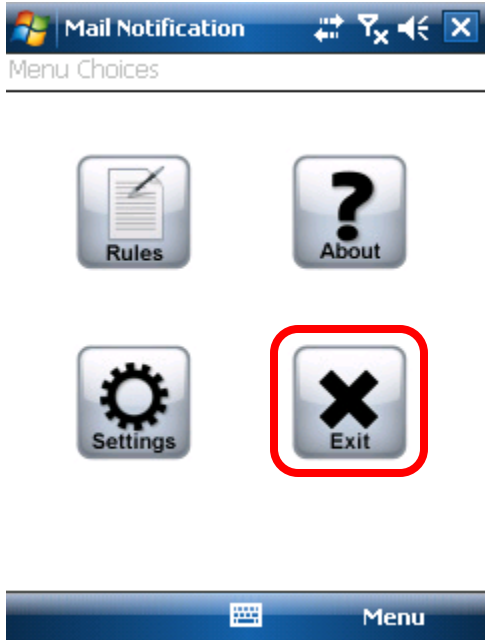 Mail Notification
Menu Choices
Rules
About
Settings
Exit
Menu